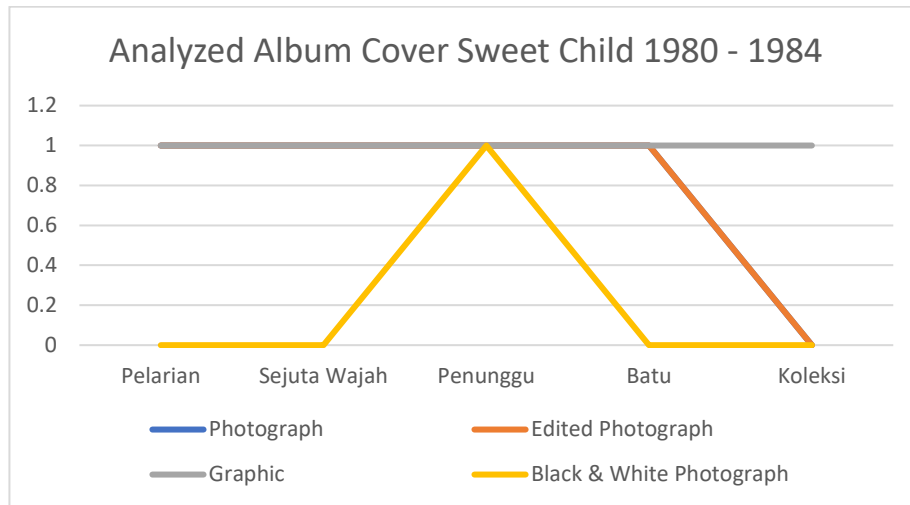 Analyzed Album Cover Sweet Child 1980 - 1984
1.2
1
0.8
0.6
0.4
0.2
0
Pelarian Sejuta Wajah Penunggu Batu Koleksi
Photograph Edited Photograph
Graphic Black & White Photograph